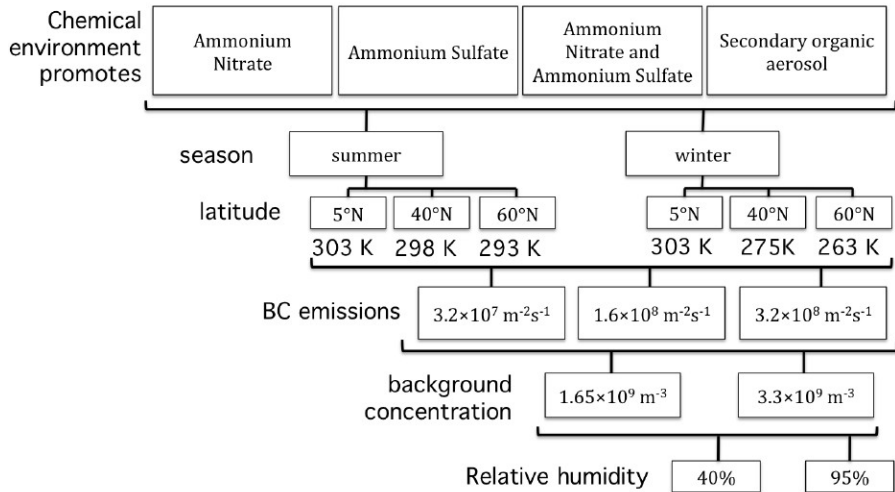 Chemical
environment
promotes
Ammonium
Nitrate
Ammonium Sulfate
Ammonium
Nitrate and
Ammonium Sulfate
Secondary organic
aerosol
season
summer
winter
latitude
5°N
40°N
60°N
5°N
40°N
60°N
303 K
298 K
293 K
303 K
275K
263 K
BC emissions
3.2×10⁷ m⁻²s⁻¹
1.6×10⁸ m⁻²s⁻¹
3.2×10⁸ m⁻²s⁻¹
background
concentration
1.65×10⁹ m⁻³
3.3×10⁹ m⁻³
Relative humidity
40%
95%